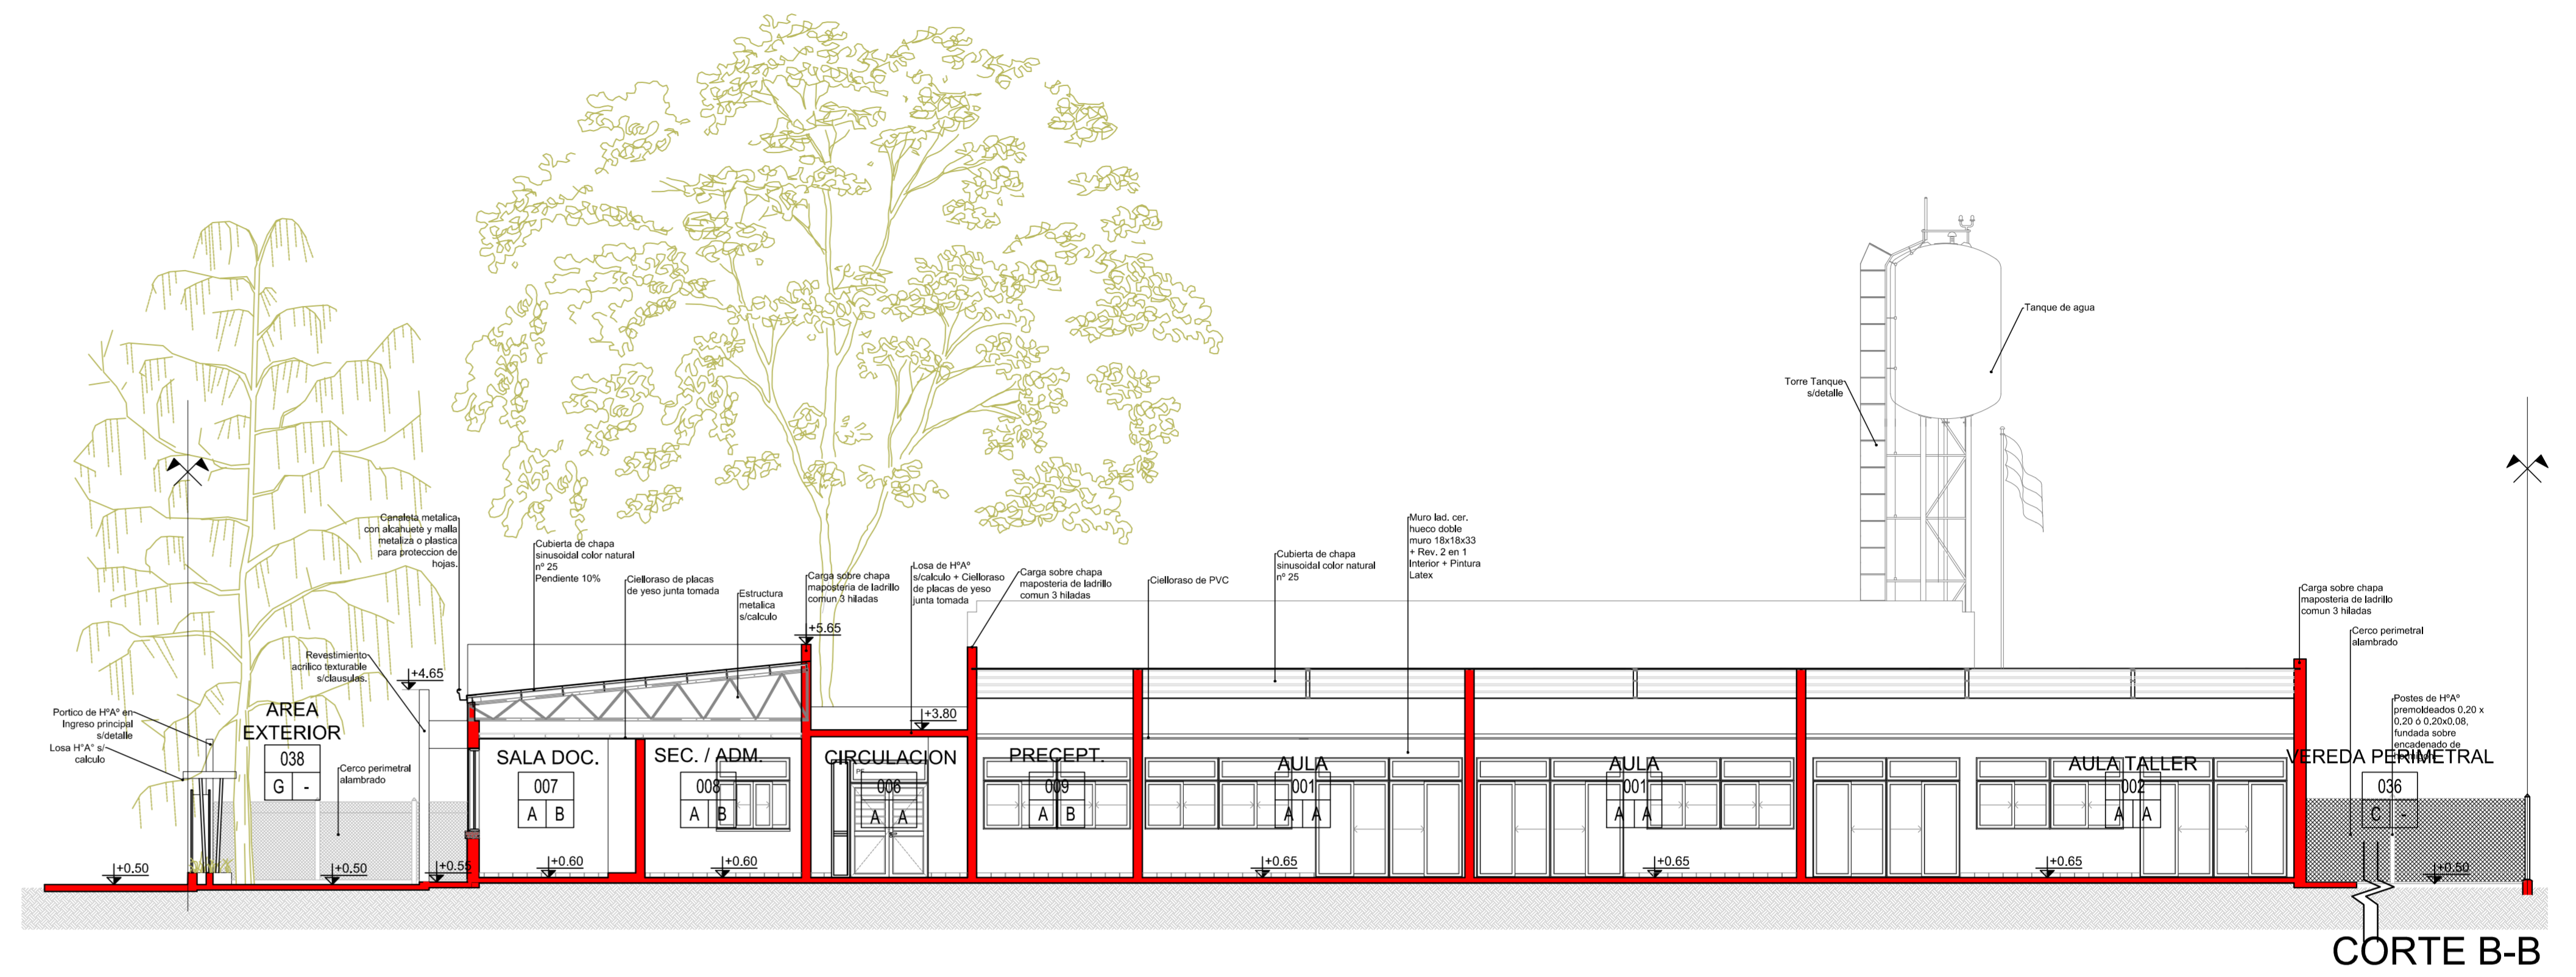 Tanque de agua
Torre Tanque
s/detalle
Canaleta metalica
con alcahuete y malla
metaliza o plastica
para proteccion de
hojas.
Cubierta de chapa
sinusoidal color natural
nº 25
Pendiente 10%
Cielloraso de placas
de yeso junta tomada
Estructura
metalica
s/calculo
Carga sobre chapa
maposteria de ladrillo
comun 3 hiladas
Losa de HºAº
s/calculo + Cielloraso
de placas de yeso
junta tomada
Carga sobre chapa
maposteria de ladrillo
comun 3 hiladas
Cielloraso de PVC
Cubierta de chapa
sinusoidal color natural
nº 25
Muro lad. cer.
hueco doble
muro 18x18x33
+ Rev. 2 en 1
Interior + Pintura
Latex
Carga sobre chapa
maposteria de ladrillo
comun 3 hiladas
Cerco perimetral
alambrado
Postes de HºAº
premoldeados 0,20 x
0,20 ó 0,20x0,08,
fundada sobre
encadenado de
Revestimiento
acrilico texturable
s/clausulas.
+4.65
+5.65
+3.80
Portico de HºAº en
Ingreso principal
s/detalle
Losa H°A° s/
calculo
Cerco perimetral
alambrado
AREA
EXTERIOR
038
G -
SALA DOC.
007
A B
SEC. / ADM.
008
A B
CIRCULACION
PF
006
A A
PRECEPT.
009
A B
AULA
001
A A
AULA
001
A A
AULA TALLER
002
A A
VEREDA PERIMETRAL
036
C -
+0.50
+0.50
+0.55
+0.60
+0.60
+0.65
+0.65
+0.65
+0.50
CORTE B-B